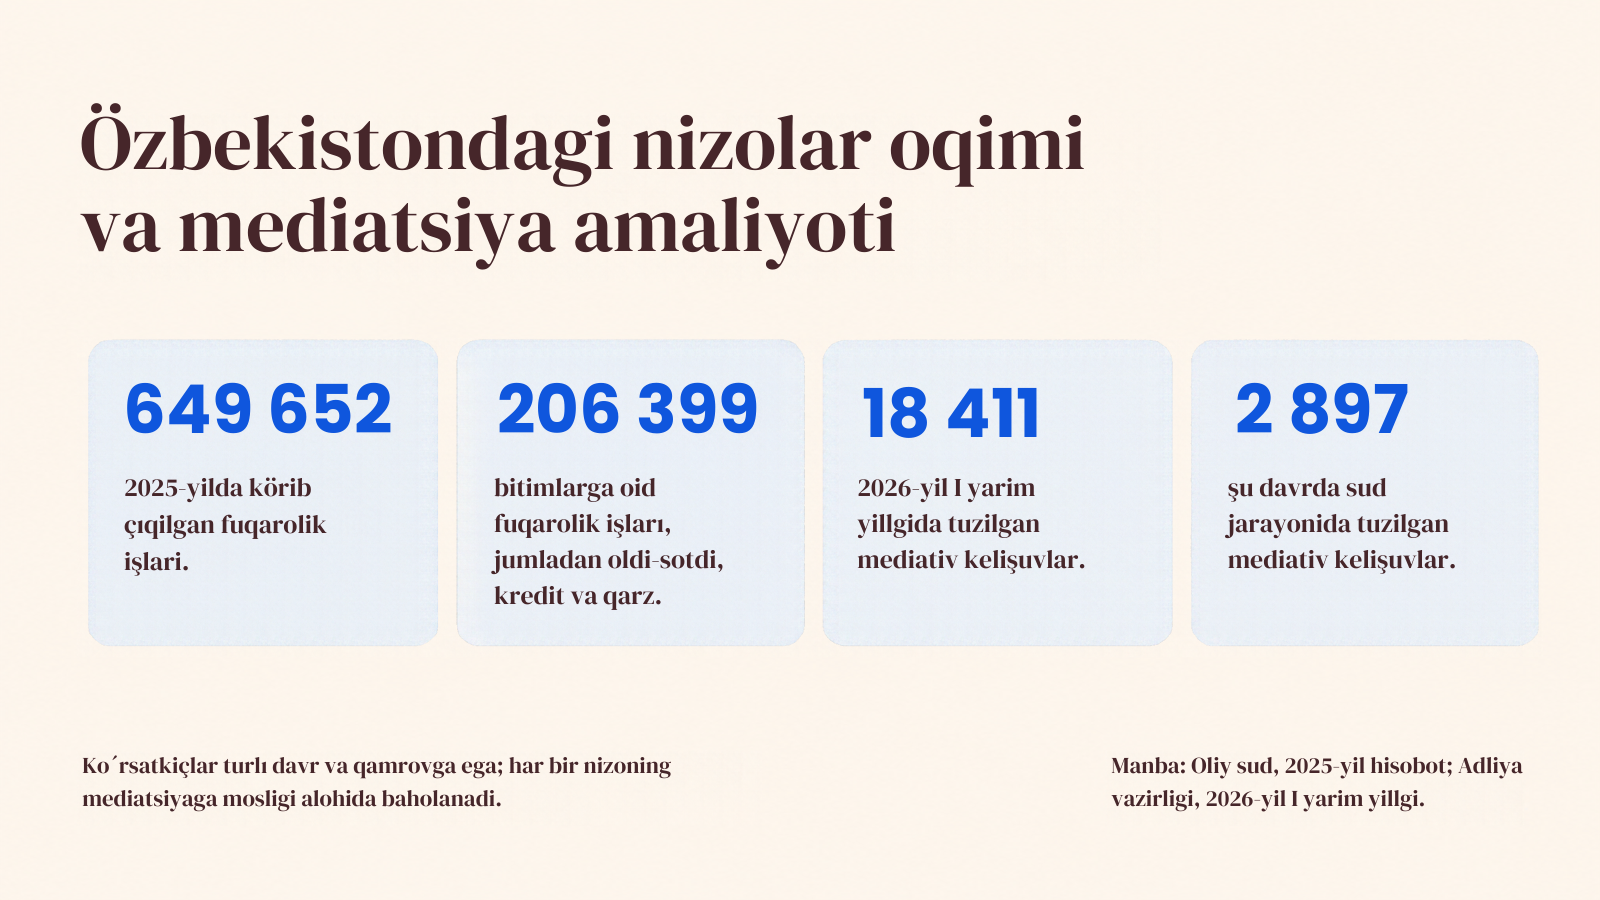 Özbekistondagi nizolar oqimi
va mediatsiya amaliyoti
649 652
2025-yilda körib
çıqilgan fuqarolik
işlari.
206 399
bitimlarga oid
fuqarolik işları,
jumladan oldi-sotdi,
kredit va qarz.
18 411
2026-yil I yarim
yillgida tuzilgan
mediativ kelişuvlar.
2 897
şu davrda sud
jarayonida tuzilgan
mediativ kelişuvlar.
Ko´rsatkiçlar turlı davr va qamrovga ega; har bir nizoning
mediatsiyaga mosligi alohida baholanadi.
Manba: Oliy sud, 2025-yil hisobot; Adliya
vazirligi, 2026-yil I yarim yillgi.